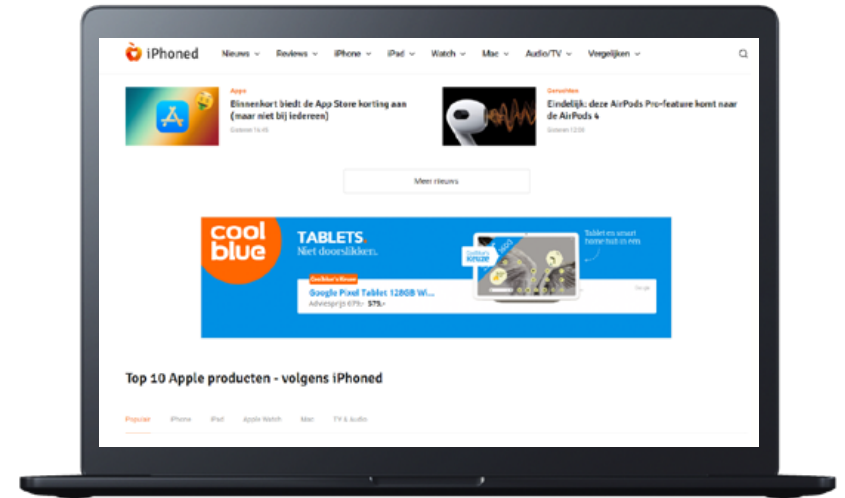 iPhoned
Nieuws
Reviews
iPhone
iPad
Watch
Mac
Audio/TV
Vergelijken
Apps
Binnenkort biedt de App Store korting aan
(maar niet bij iedereen)
Gisteren 14:45
Geruchten
Eindelijk: deze AirPods Pro-feature komt naar
de AirPods 4
Gisteren 12:09
Meer nieuws
cool
blue
TABLETS.
Niet doorslikken.
Tablet en smart
home hub in één
Coolblue's
Keuze
Coolblue's Keuze
Google Pixel Tablet 128GB Wi...
Adviesprijs 679,- 579,-
Google
Top 10 Apple producten - volgens iPhoned
Populair
iPhone
iPad
Apple Watch
Mac
TV & Audio